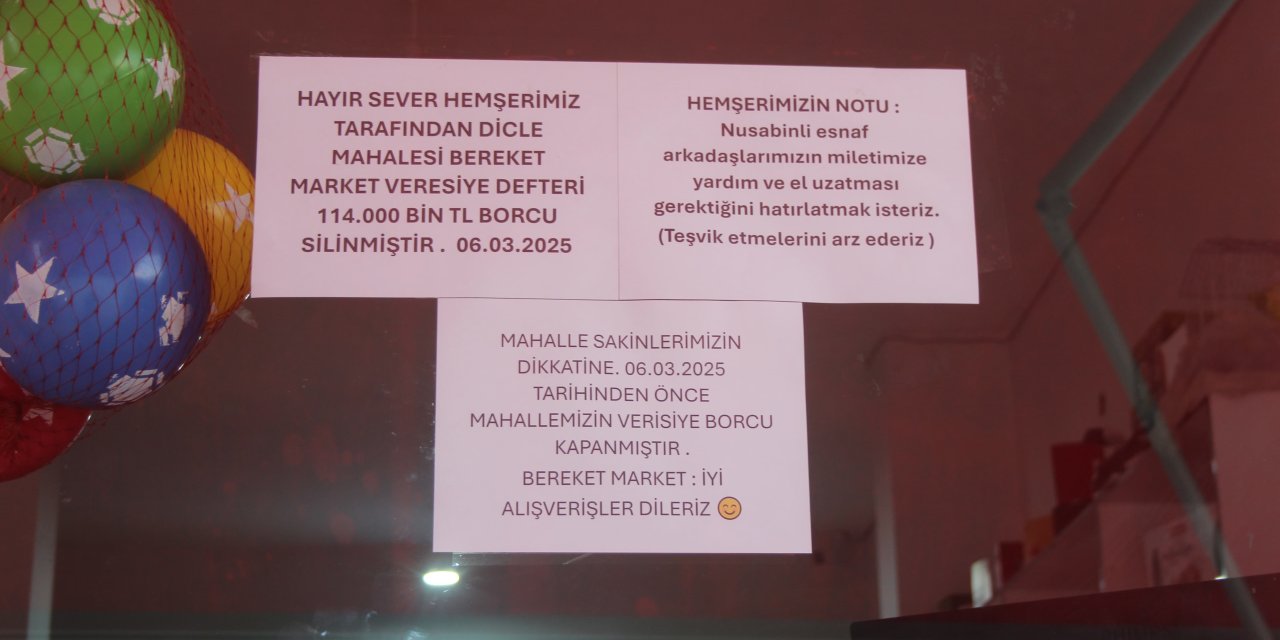 HAYIR SEVER HEMŞERİMİZ
TARAFINDAN DİCLE
MAHALESİ BEREKET
MARKET VERESİYE DEFTERİ
114.000 BİN TL BORCU
SİLİNMİŞTİR . 06.03.2025
HEMŞERİMİZİN NOTU :
Nusabinli esnaf
arkadaşlarımızın miletimize
yardım ve el uzatması
gerektiğini hatırlatmak isteriz.
(Teşvik etmelerini arz ederiz )
MAHALLE SAKİNLERİMİZİN
DİKKATİNE. 06.03.2025
TARİHİNDEN ÖNCE
MAHALLEMİZİN VERİSİYE BORCU
KAPANMIŞTIR .
BEREKET MARKET : İYİ
ALIŞVERİŞLER DİLERİZ 😊